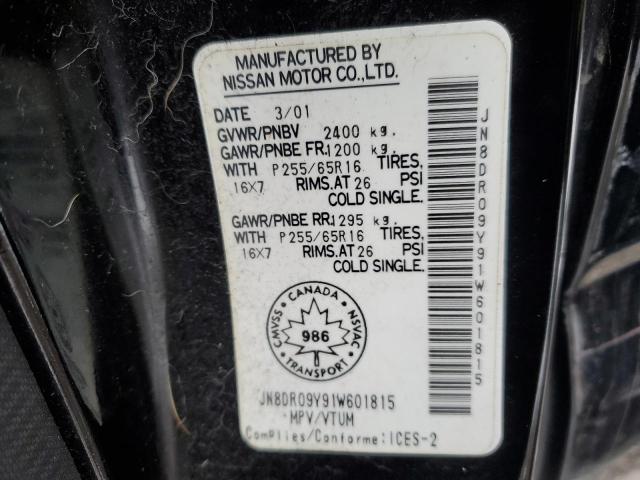 MANUFACTURED BY
NISSAN MOTOR CO.,LTD.
DATE 3/01
GVWR/PNBV 2400 kg.
GAWR/PNBE FR.1200 kg.
WITH P255/65R16 TIRES,
16X7 RIMS.AT 26 PSI
COLD SINGLE.
GAWR/PNBE RR.1295 kg.
WITH P255/65R16 TIRES,
16X7 RIMS.AT 26 PSI
COLD SINGLE.
CANADA
CMVSS 986 NSVAC
TRANSPORT
JN8DR09Y91W601815
MPV/VTUM
Complies/Conforme:ICES-2
JN8DR09Y91W601815